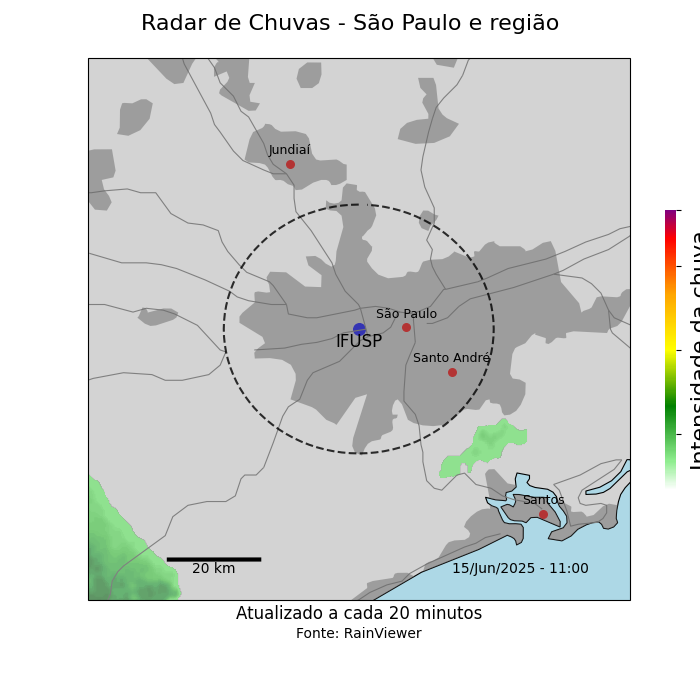 Radar de Chuvas - São Paulo e região
Jundiaí
São Paulo
IFUSP
Santo André
Santos
20 km
15/Jun/2025 - 11:00
Intensidade da chuva
Atualizado a cada 20 minutos
Fonte: RainViewer